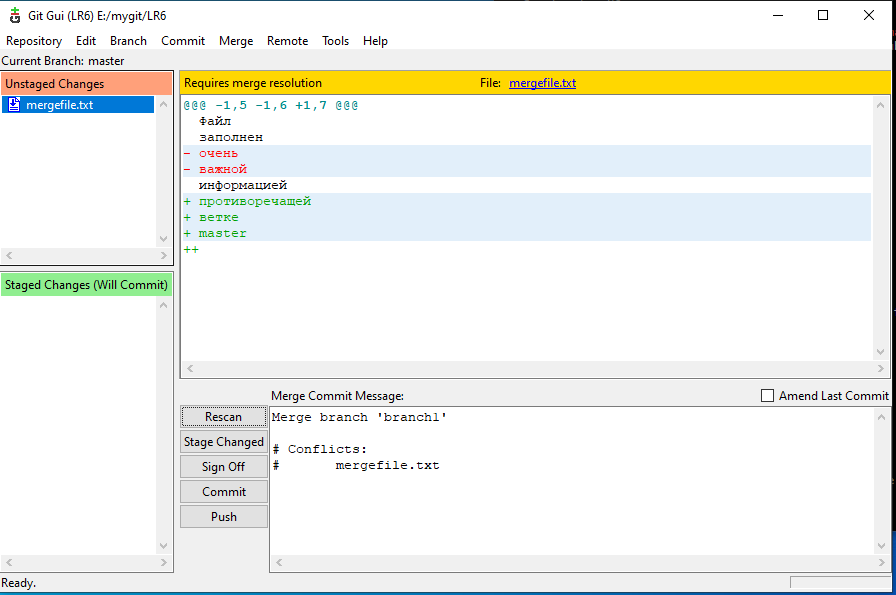 Git Gui (LR6) E:/mygit/LR6
Repository Edit Branch Commit Merge Remote Tools Help
Current Branch: master
Unstaged Changes
mergefile.txt
Requires merge resolution File: mergefile.txt
@@@ -1,5 -1,6 +1,7 @@@
Файл
заполнен
- очень
- важной
информацией
+ противоречащей
+ ветке
+ master
++
Staged Changes (Will Commit)
Merge Commit Message: Amend Last Commit
Rescan
Stage Changed
Sign Off
Commit
Push
Merge branch 'branch1'
# Conflicts:
# mergefile.txt
Ready.